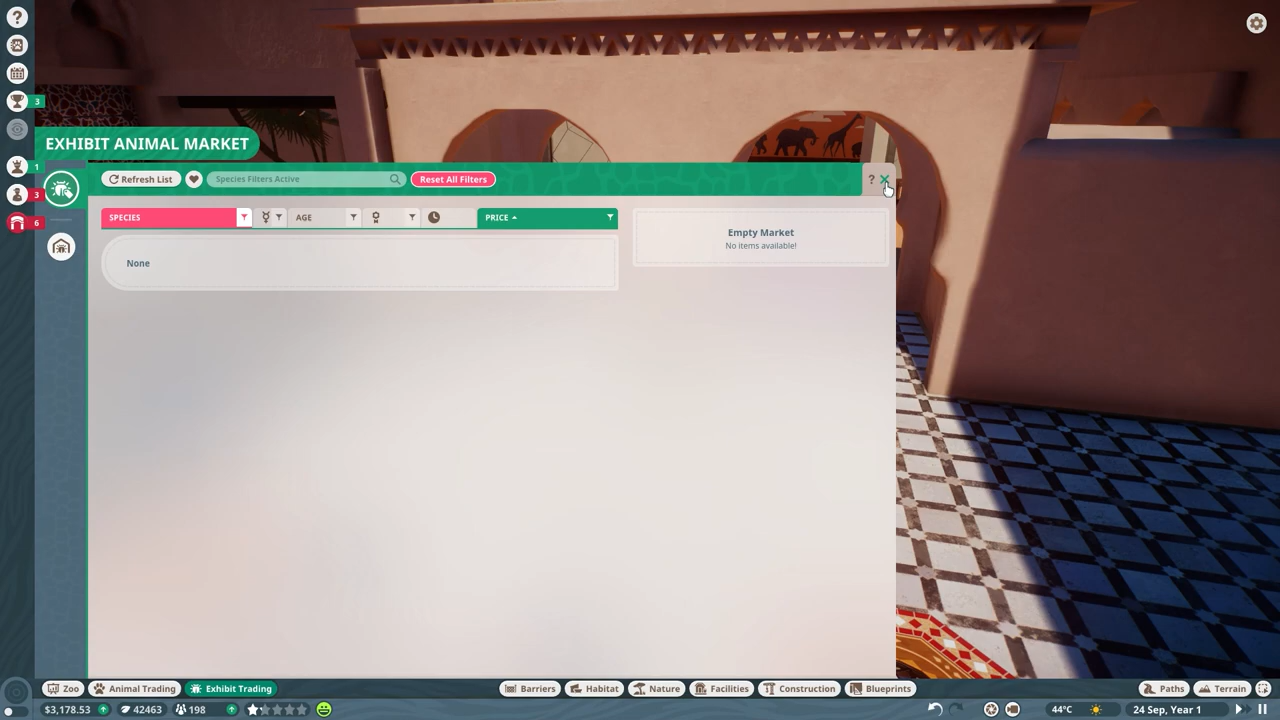 3
EXHIBIT ANIMAL MARKET
1
Refresh List
Species Filters Active
Reset All Filters
?
3
SPECIES
AGE
PRICE
6
Empty Market
No items available!
None
Zoo
Animal Trading
Exhibit Trading
Barriers
Habitat
Nature
Facilities
Construction
Blueprints
Paths
Terrain
$3,178.53
42463
198
44°C
24 Sep, Year 1